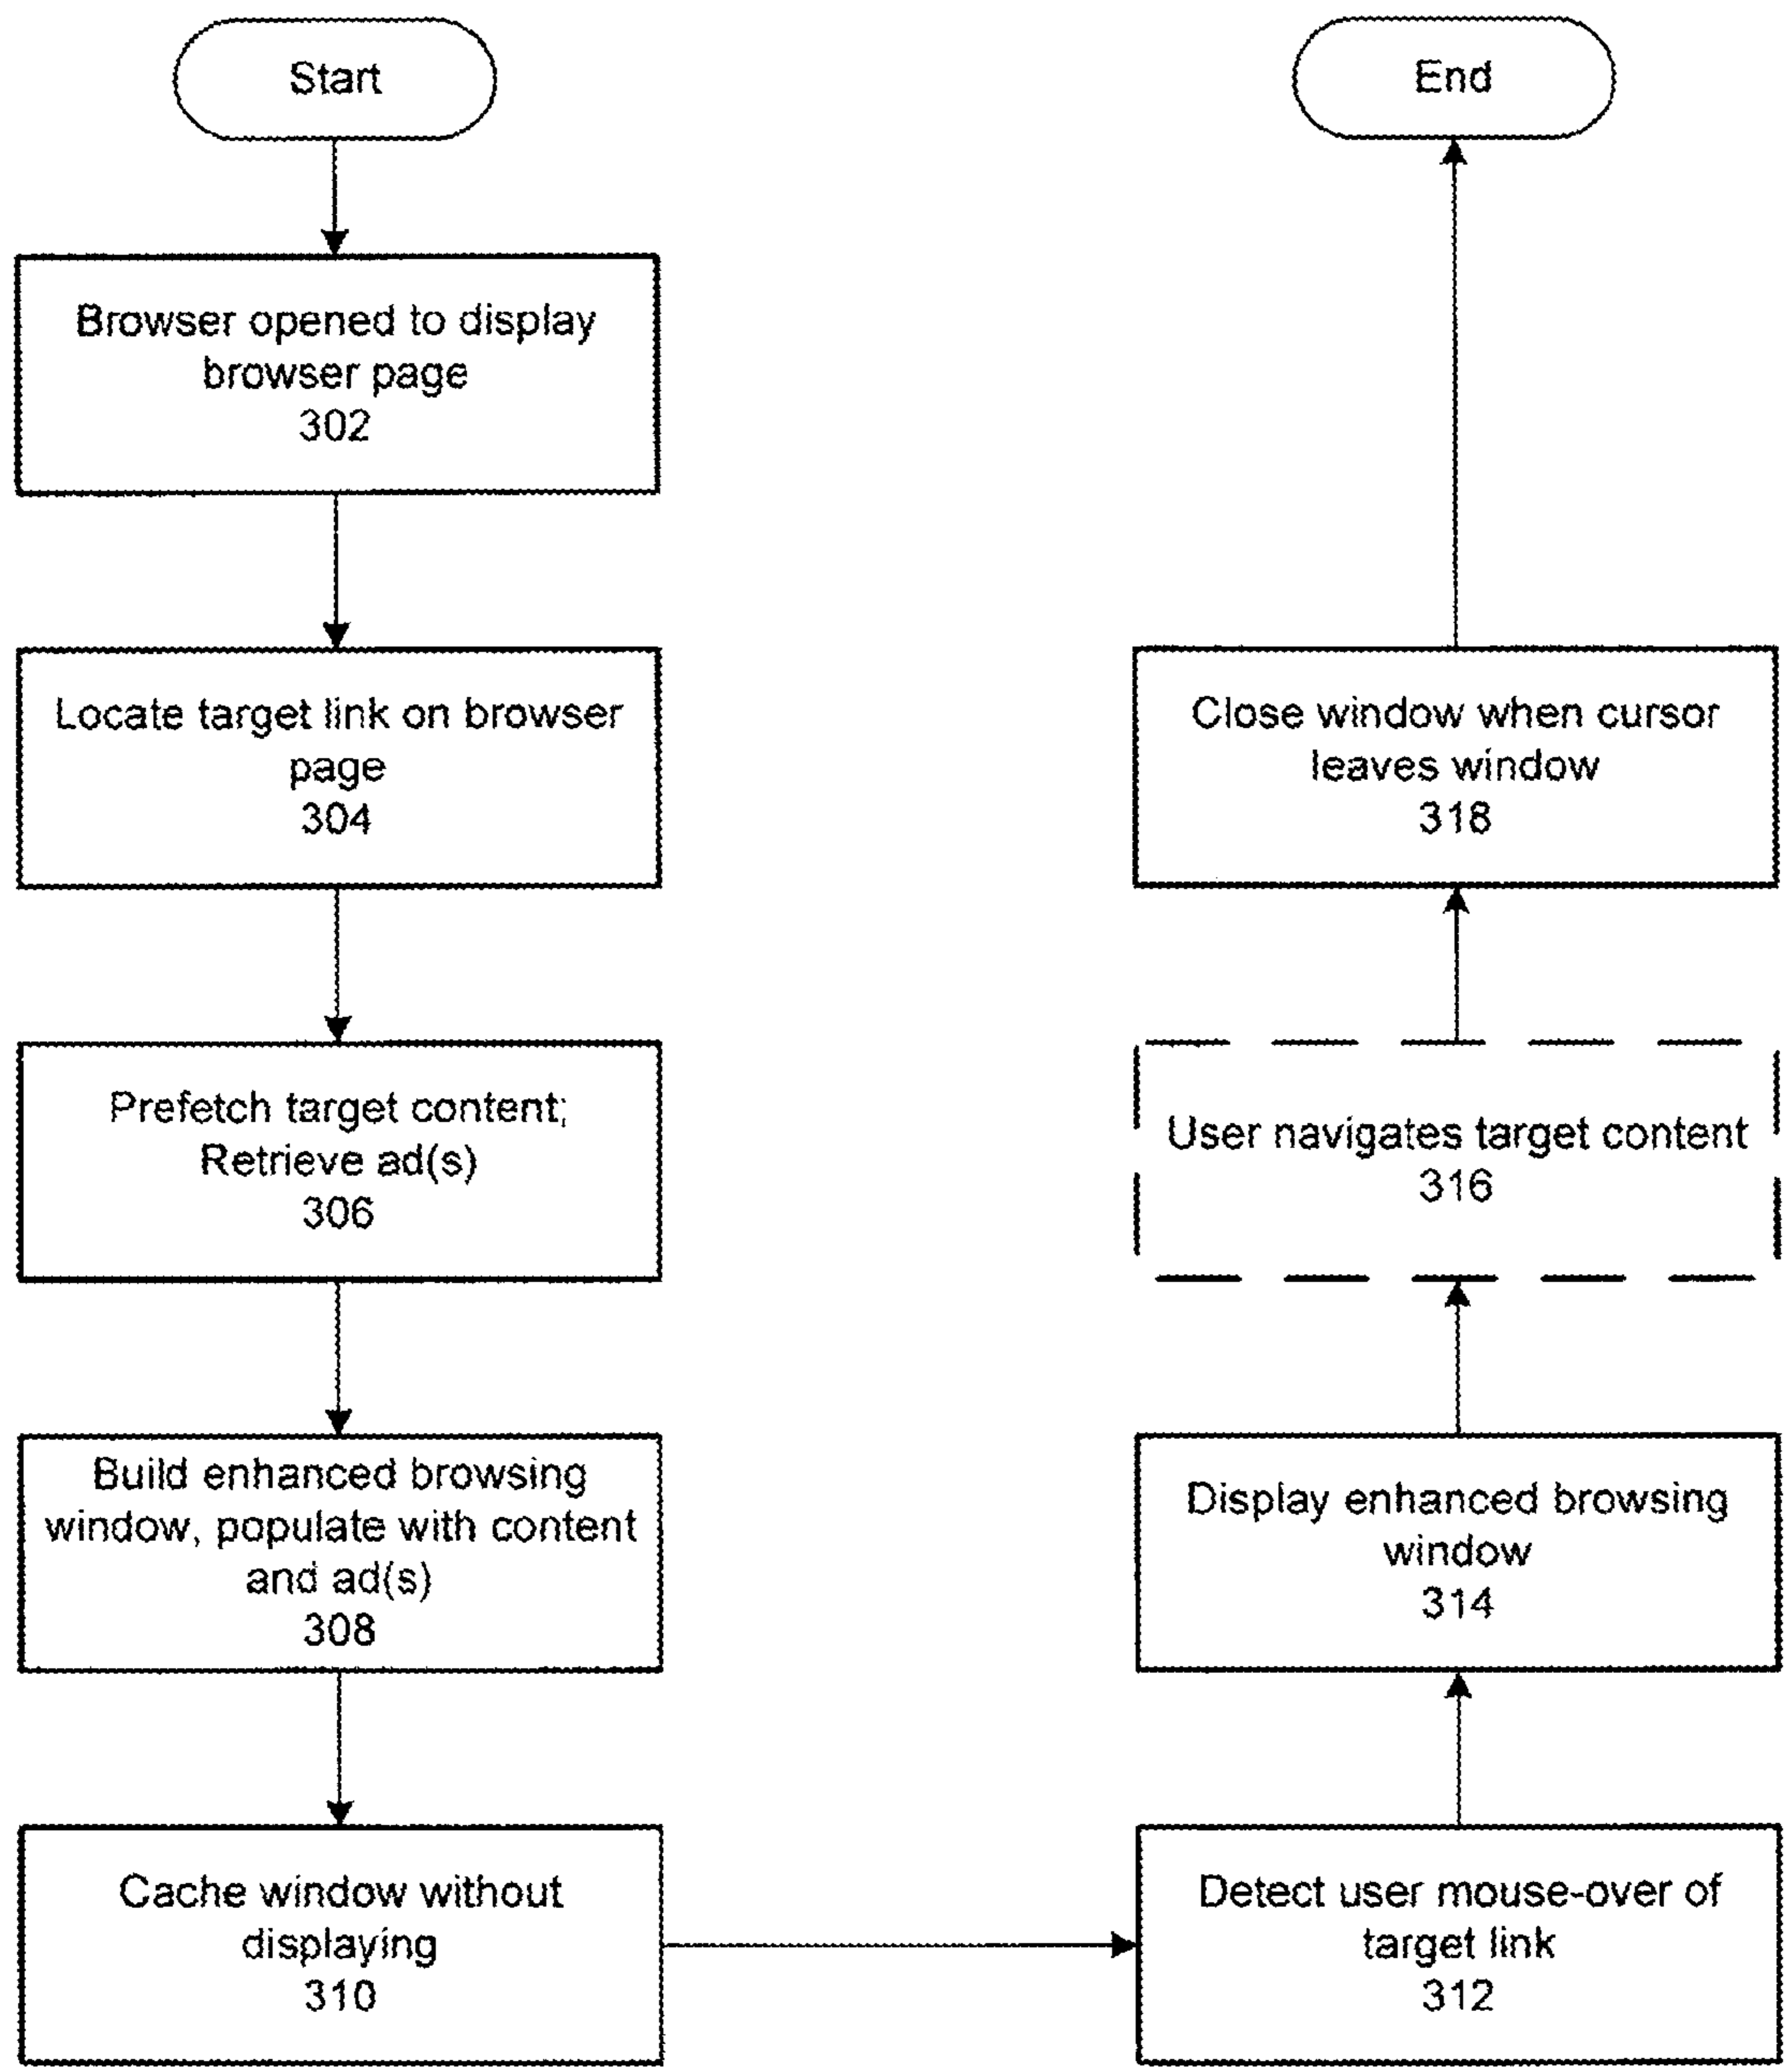 Start
Browser opened to display
browser page
302
Locate target link on browser
page
304
Prefetch target content;
Retrieve ad(s)
306
Build enhanced browsing
window, populate with content
and ad(s)
308
Cache window without
displaying
310
Detect user mouse-over of
target link
312
Display enhanced browsing
window
314
User navigates target content
316
Close window when cursor
leaves window
318
End